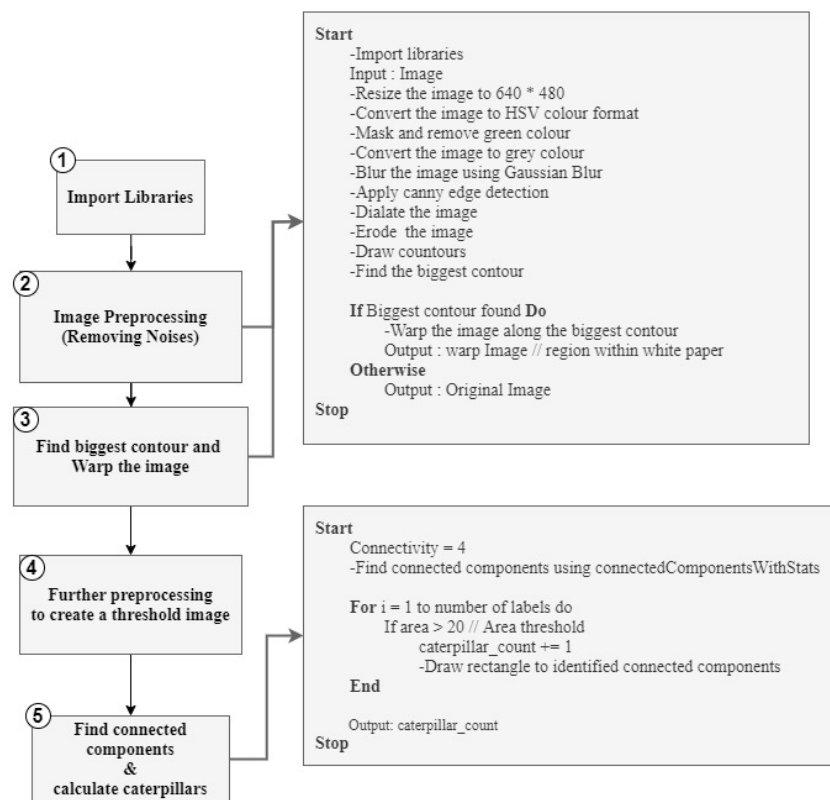 1
Import Libraries
2
Image Preprocessing
(Removing Noises)
3
Find biggest contour and
Warp the image
4
Further preprocessing
to create a threshold image
5
Find connected
components
&
calculate caterpillars
Start
-Import libraries
Input : Image
-Resize the image to 640 * 480
-Convert the image to HSV colour format
-Mask and remove green colour
-Convert the image to grey colour
-Blur the image using Gaussian Blur
-Apply canny edge detection
-Dialate the image
-Erode the image
-Draw countours
-Find the biggest contour
If Biggest contour found Do
-Warp the image along the biggest contour
Output : warp Image // region within white paper
Otherwise
Output : Original Image
Stop
Start
Connectivity = 4
-Find connected components using connectedComponentsWithStats
For i = 1 to number of labels do
If area > 20 // Area threshold
caterpillar_count += 1
-Draw rectangle to identified connected components
End
Output: caterpillar_count
Stop